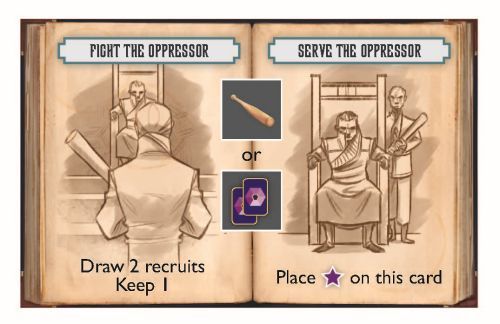 FIGHT THE OPPRESSOR
SERVE THE OPPRESSOR
or
Draw 2 recruits
Keep 1
Place on this card